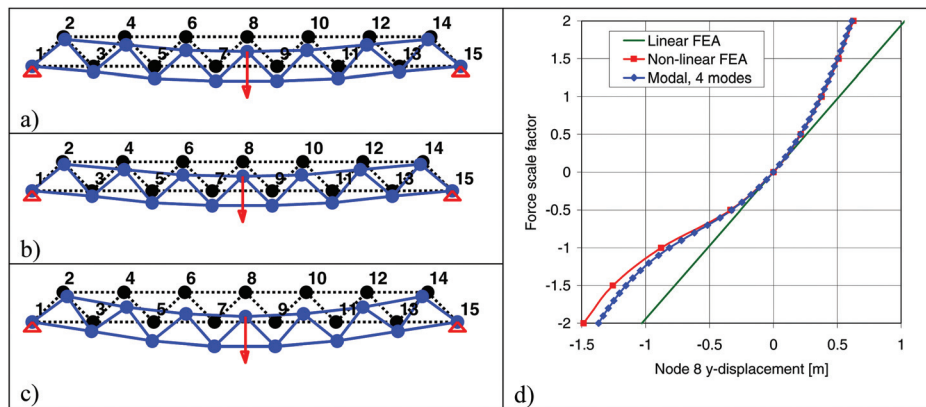 2 4 6 8 10 12 14
1 3 5 7 9 11 13 15
a)
2 4 6 8 10 12 14
1 3 5 7 9 11 13 15
b)
2 4 6 8 10 12 14
1 3 5 7 9 11 13 15
c)
Linear FEA
Non-linear FEA
Modal, 4 modes
Force scale factor
2
1.5
1
0.5
0
-0.5
-1
-1.5
-2
-1.5 -1 -0.5 0 0.5 1
Node 8 y-displacement [m]
d)